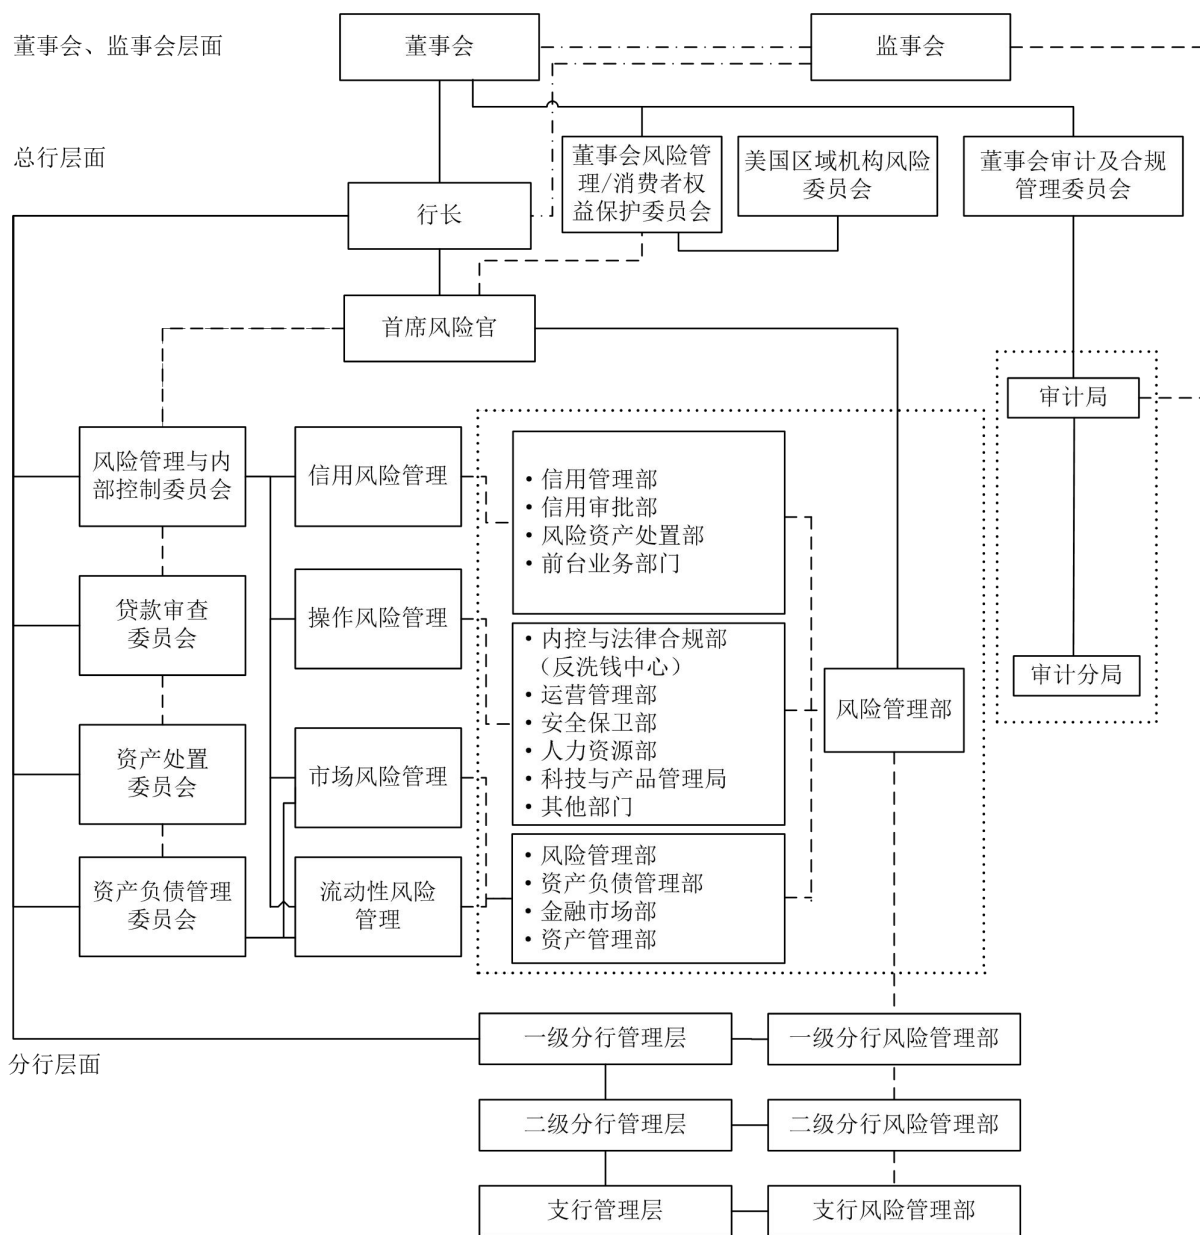 董事会、监事会层面
董事会
监事会
总行层面
董事会风险管
理/消费者权
益保护委员会
美国区域机构风险
委员会
董事会审计及合规
管理委员会
行长
首席风险官
审计局
风险管理与内
部控制委员会
信用风险管理
•信用管理部
•信用审批部
•风险资产处置部
•前台业务部门
贷款审查
委员会
操作风险管理
•内控与法律合规部
（反洗钱中心）
•运营管理部
•安全保卫部
•人力资源部
•科技与产品管理局
•其他部门
风险管理部
审计分局
资产处置
委员会
市场风险管理
资产负债管理
委员会
流动性风险
管理
•风险管理部
•资产负债管理部
•金融市场部
•资产管理部
分行层面
一级分行管理层
一级分行风险管理部
二级分行管理层
二级分行风险管理部
支行管理层
支行风险管理部